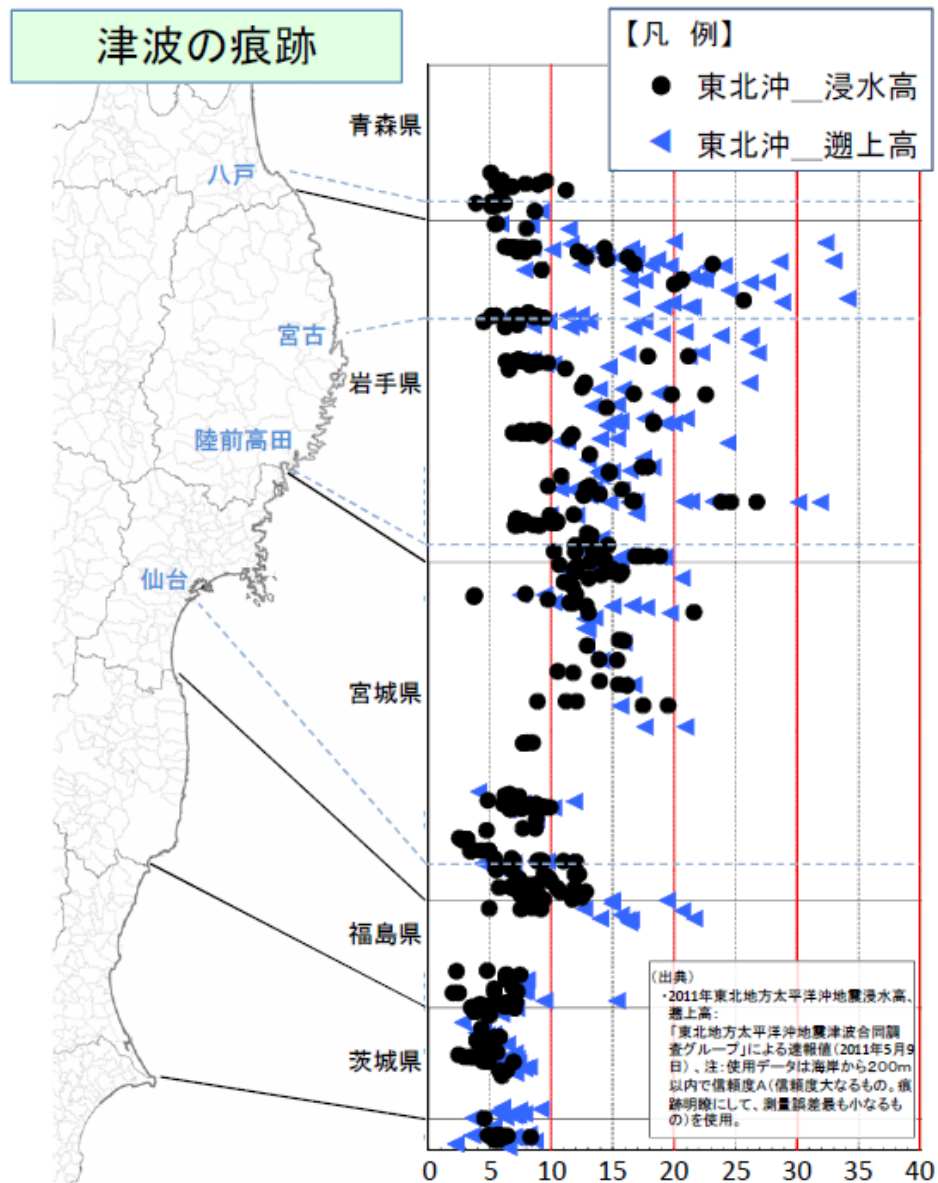 津波の痕跡
【凡 例】
● 東北沖__浸水高
◀ 東北沖__遡上高
青森県
八戸
宮古
岩手県
陸前高田
仙台
宮城県
福島県
茨城県
(出典)
・2011年東北地方太平洋沖地震浸水高、
遡上高:
「東北地方太平洋沖地震津波合同調
査グループ」による速報値(2011年5月9
日)、注:使用データは海岸から200m
以内で信頼度A(信頼度大なるもの。痕
跡明瞭にして、測量誤差最も小なるも
の)を使用。
0 5 10 15 20 25 30 35 40